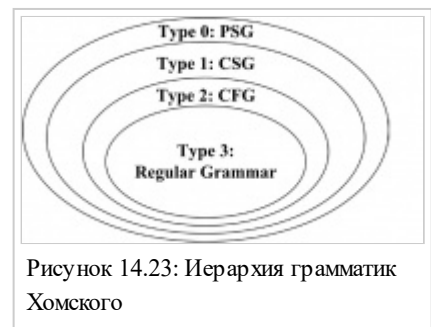 Type 0: PSG
Type 1: CSG
Type 2: CFG
Type 3:
Regular Grammar
Рисунок 14.23: Иерархия грамматик
Хомского